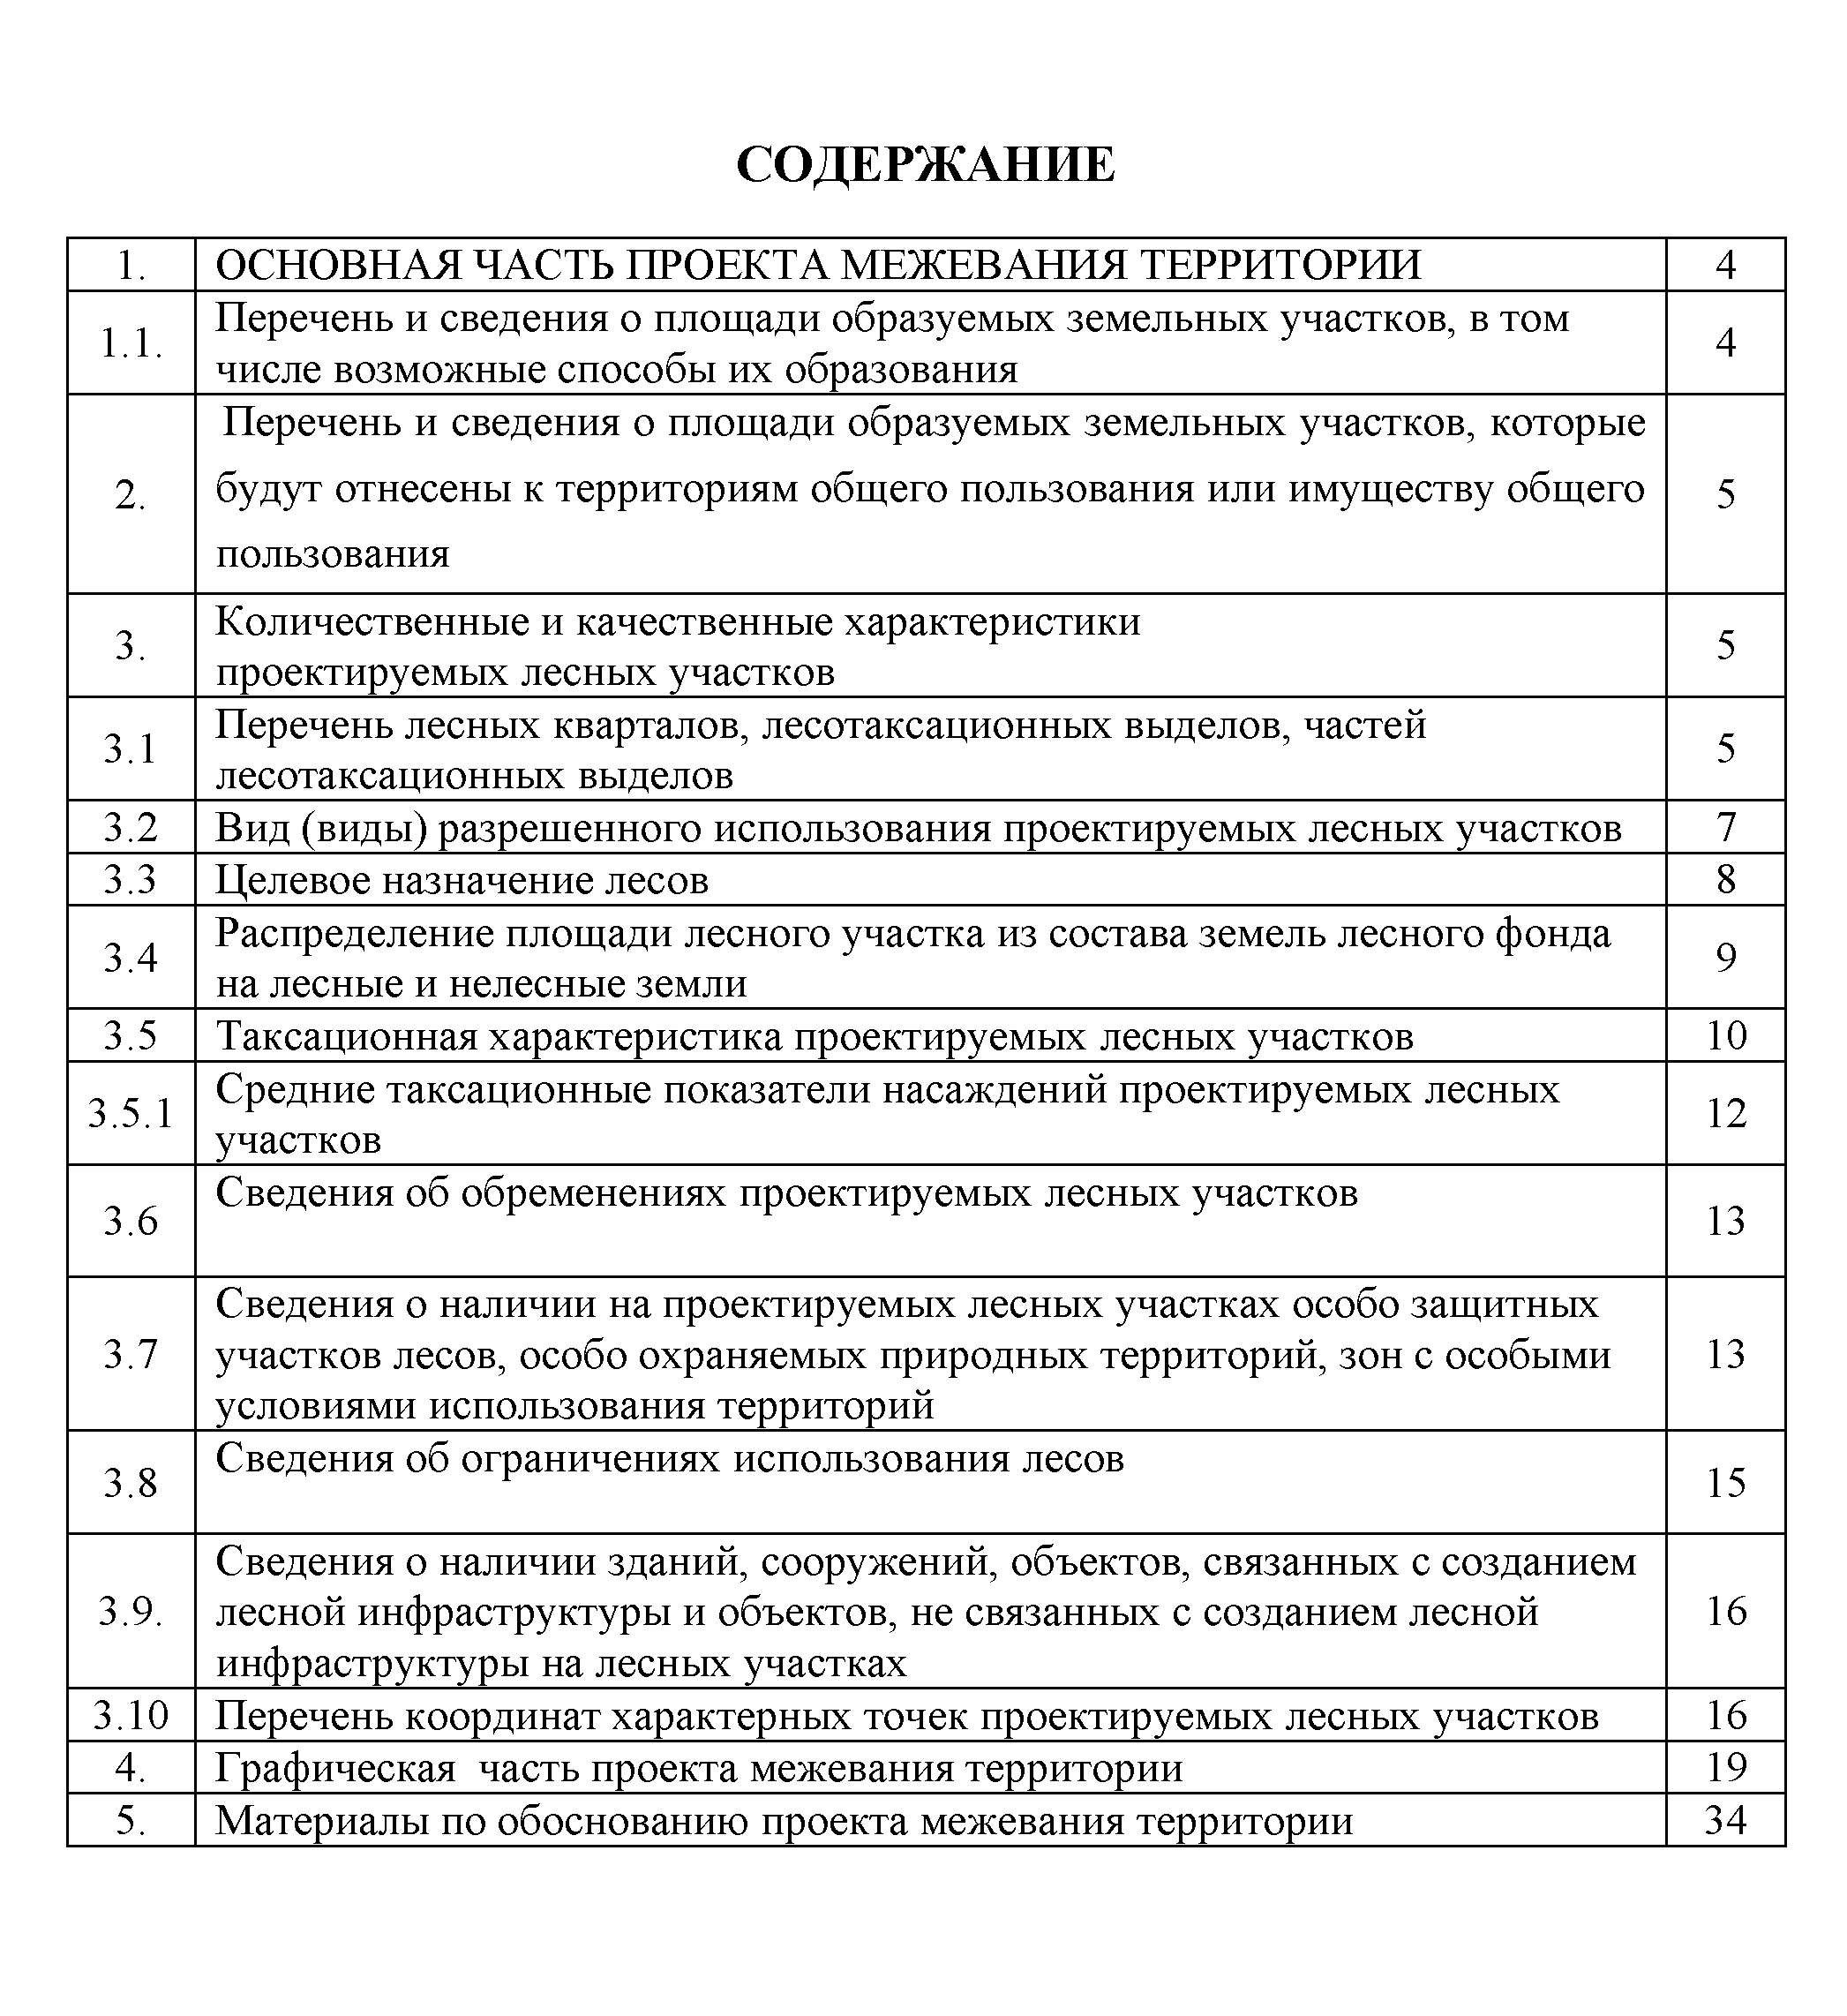 СОДЕРЖАНИЕ
1. ОСНОВНАЯ ЧАСТЬ ПРОЕКТА МЕЖЕВАНИЯ ТЕРРИТОРИИ 4
1.1. Перечень и сведения о площади образуемых земельных участков, в том
числе возможные способы их образования 4
2. Перечень и сведения о площади образуемых земельных участков, которые
будут отнесены к территориям общего пользования или имуществу общего 5
пользования
3. Количественные и качественные характеристики
проектируемых лесных участков 5
3.1 Перечень лесных кварталов, лесотаксационных выделов, частей
лесотаксационных выделов 5
3.2 Вид (виды) разрешенного использования проектируемых лесных участков 7
3.3 Целевое назначение лесов 8
3.4 Распределение площади лесного участка из состава земель лесного фонда
на лесные и нелесные земли 9
3.5 Таксационная характеристика проектируемых лесных участков 10
3.5.1 Средние таксационные показатели насаждений проектируемых лесных
участков 12
3.6 Сведения об обременениях проектируемых лесных участков 13
Сведения о наличии на проектируемых лесных участках особо защитных
3.7 участков лесов, особо охраняемых природных территорий, зон с особыми 13
условиями использования территорий
3.8 Сведения об ограничениях использования лесов 15
Сведения о наличии зданий, сооружений, объектов, связанных с созданием
3.9. лесной инфраструктуры и объектов, не связанных с созданием лесной 16
инфраструктуры на лесных участках
3.10 Перечень координат характерных точек проектируемых лесных участков 16
4. Графическая  часть проекта межевания территории 19
5. Материалы по обоснованию проекта межевания территории 34